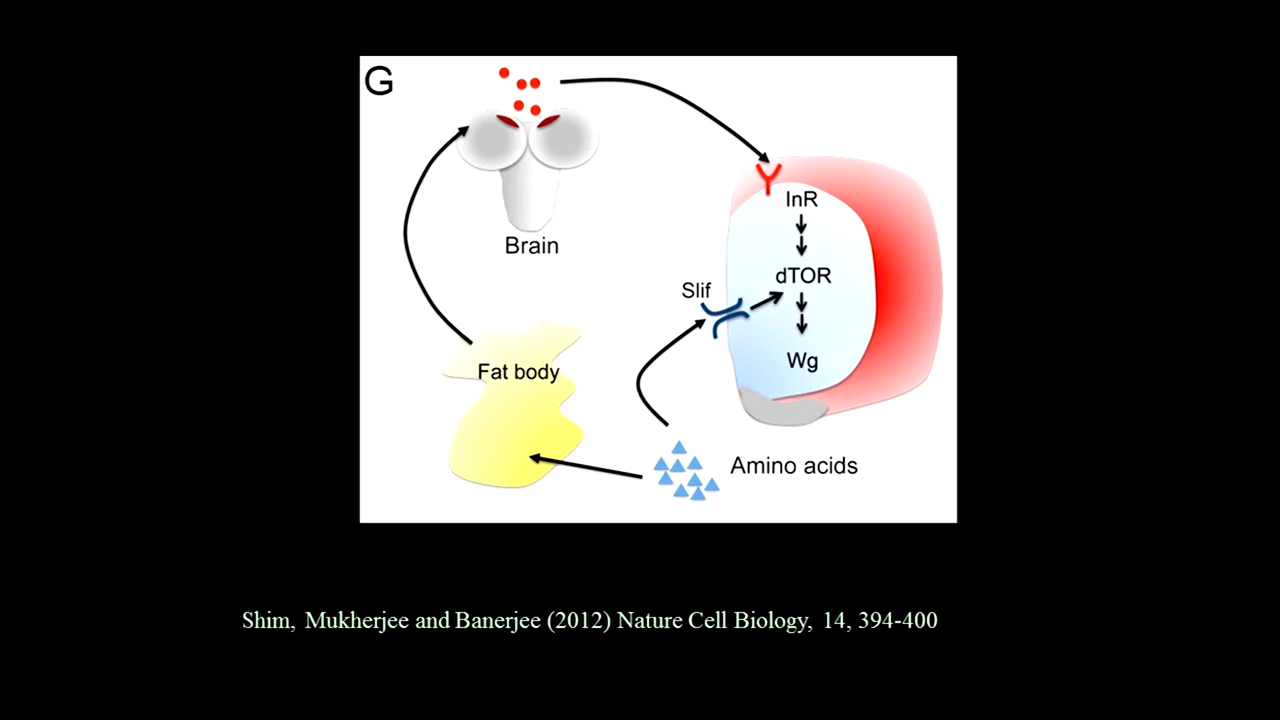 G
Brain
InR
dTOR
Slif
Wg
Fat body
Amino acids
Shim, Mukherjee and Banerjee (2012) Nature Cell Biology, 14, 394-400